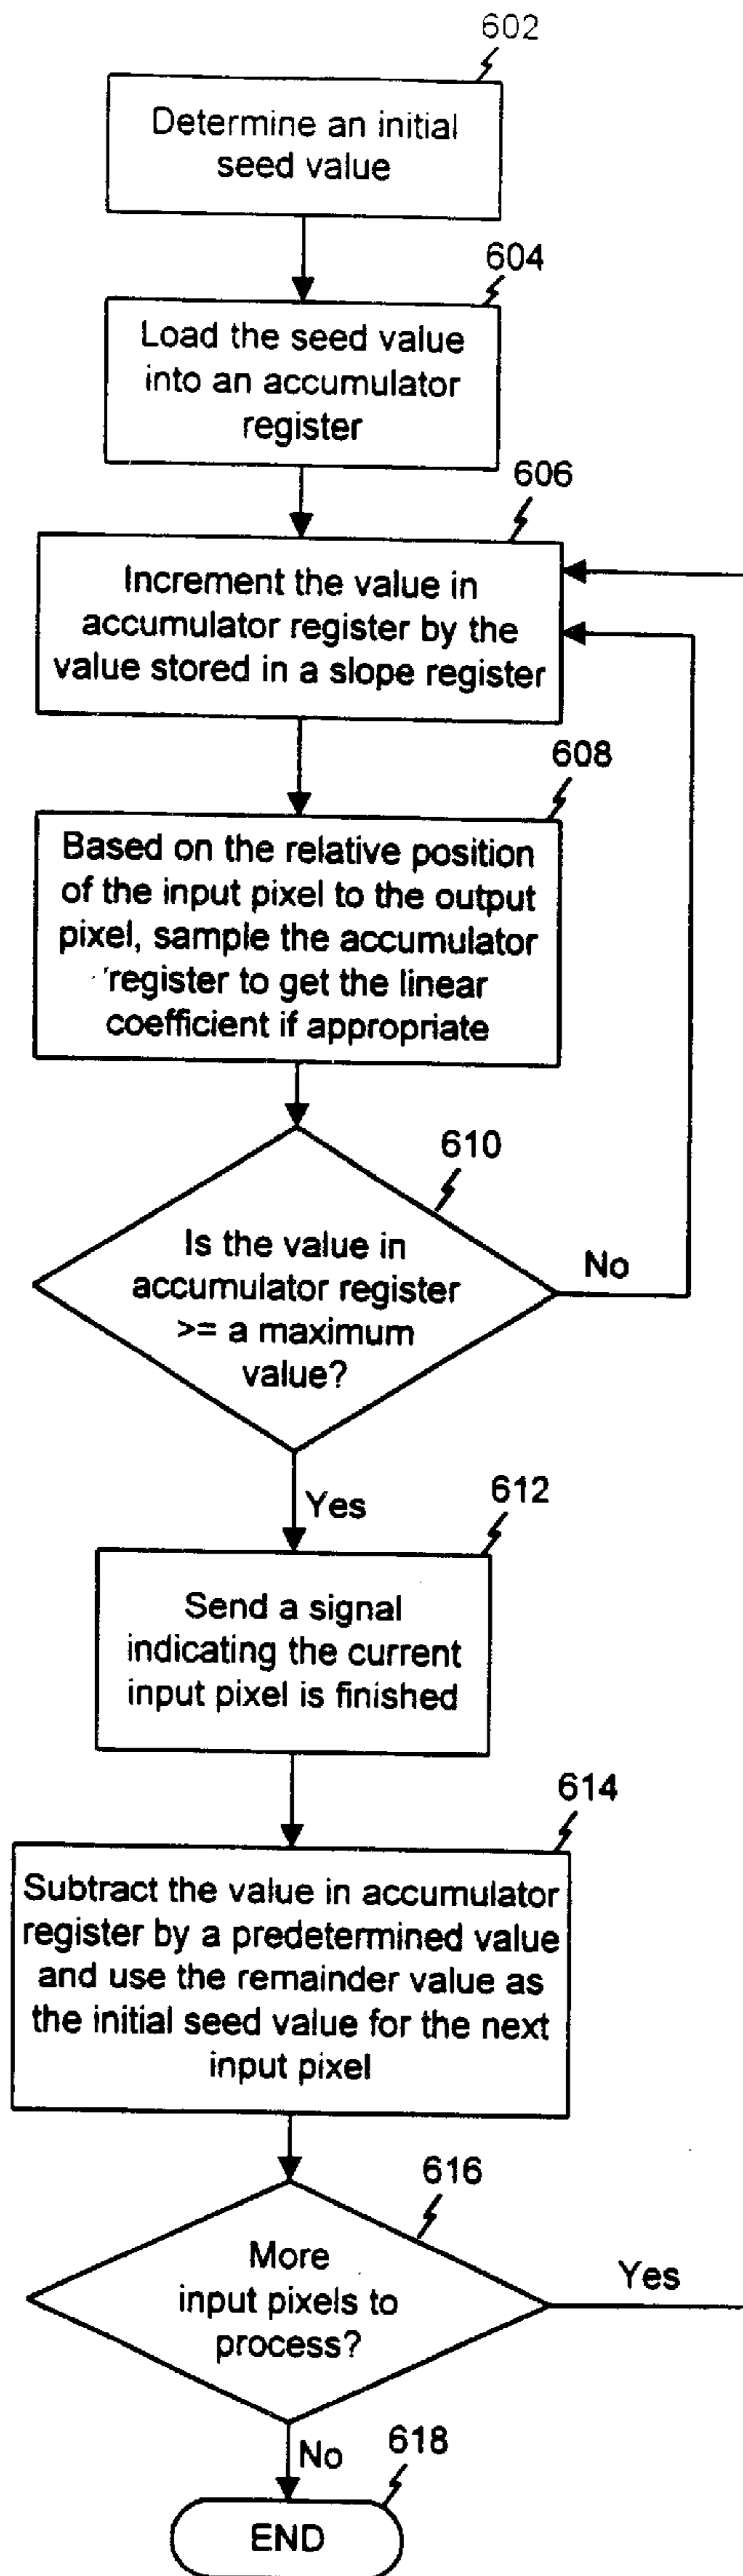 602
Determine an initial
seed value
604
Load the seed value
into an accumulator
register
606
Increment the value in
accumulator register by the
value stored in a slope register
608
Based on the relative position
of the input pixel to the output
pixel, sample the accumulator
register to get the linear
coefficient if appropriate
610
Is the value in
accumulator register
>= a maximum
value?
No
Yes
612
Send a signal
indicating the current
input pixel is finished
614
Subtract the value in accumulator
register by a predetermined value
and use the remainder value as
the initial seed value for the next
input pixel
616
More
input pixels to
process?
Yes
No
618
END